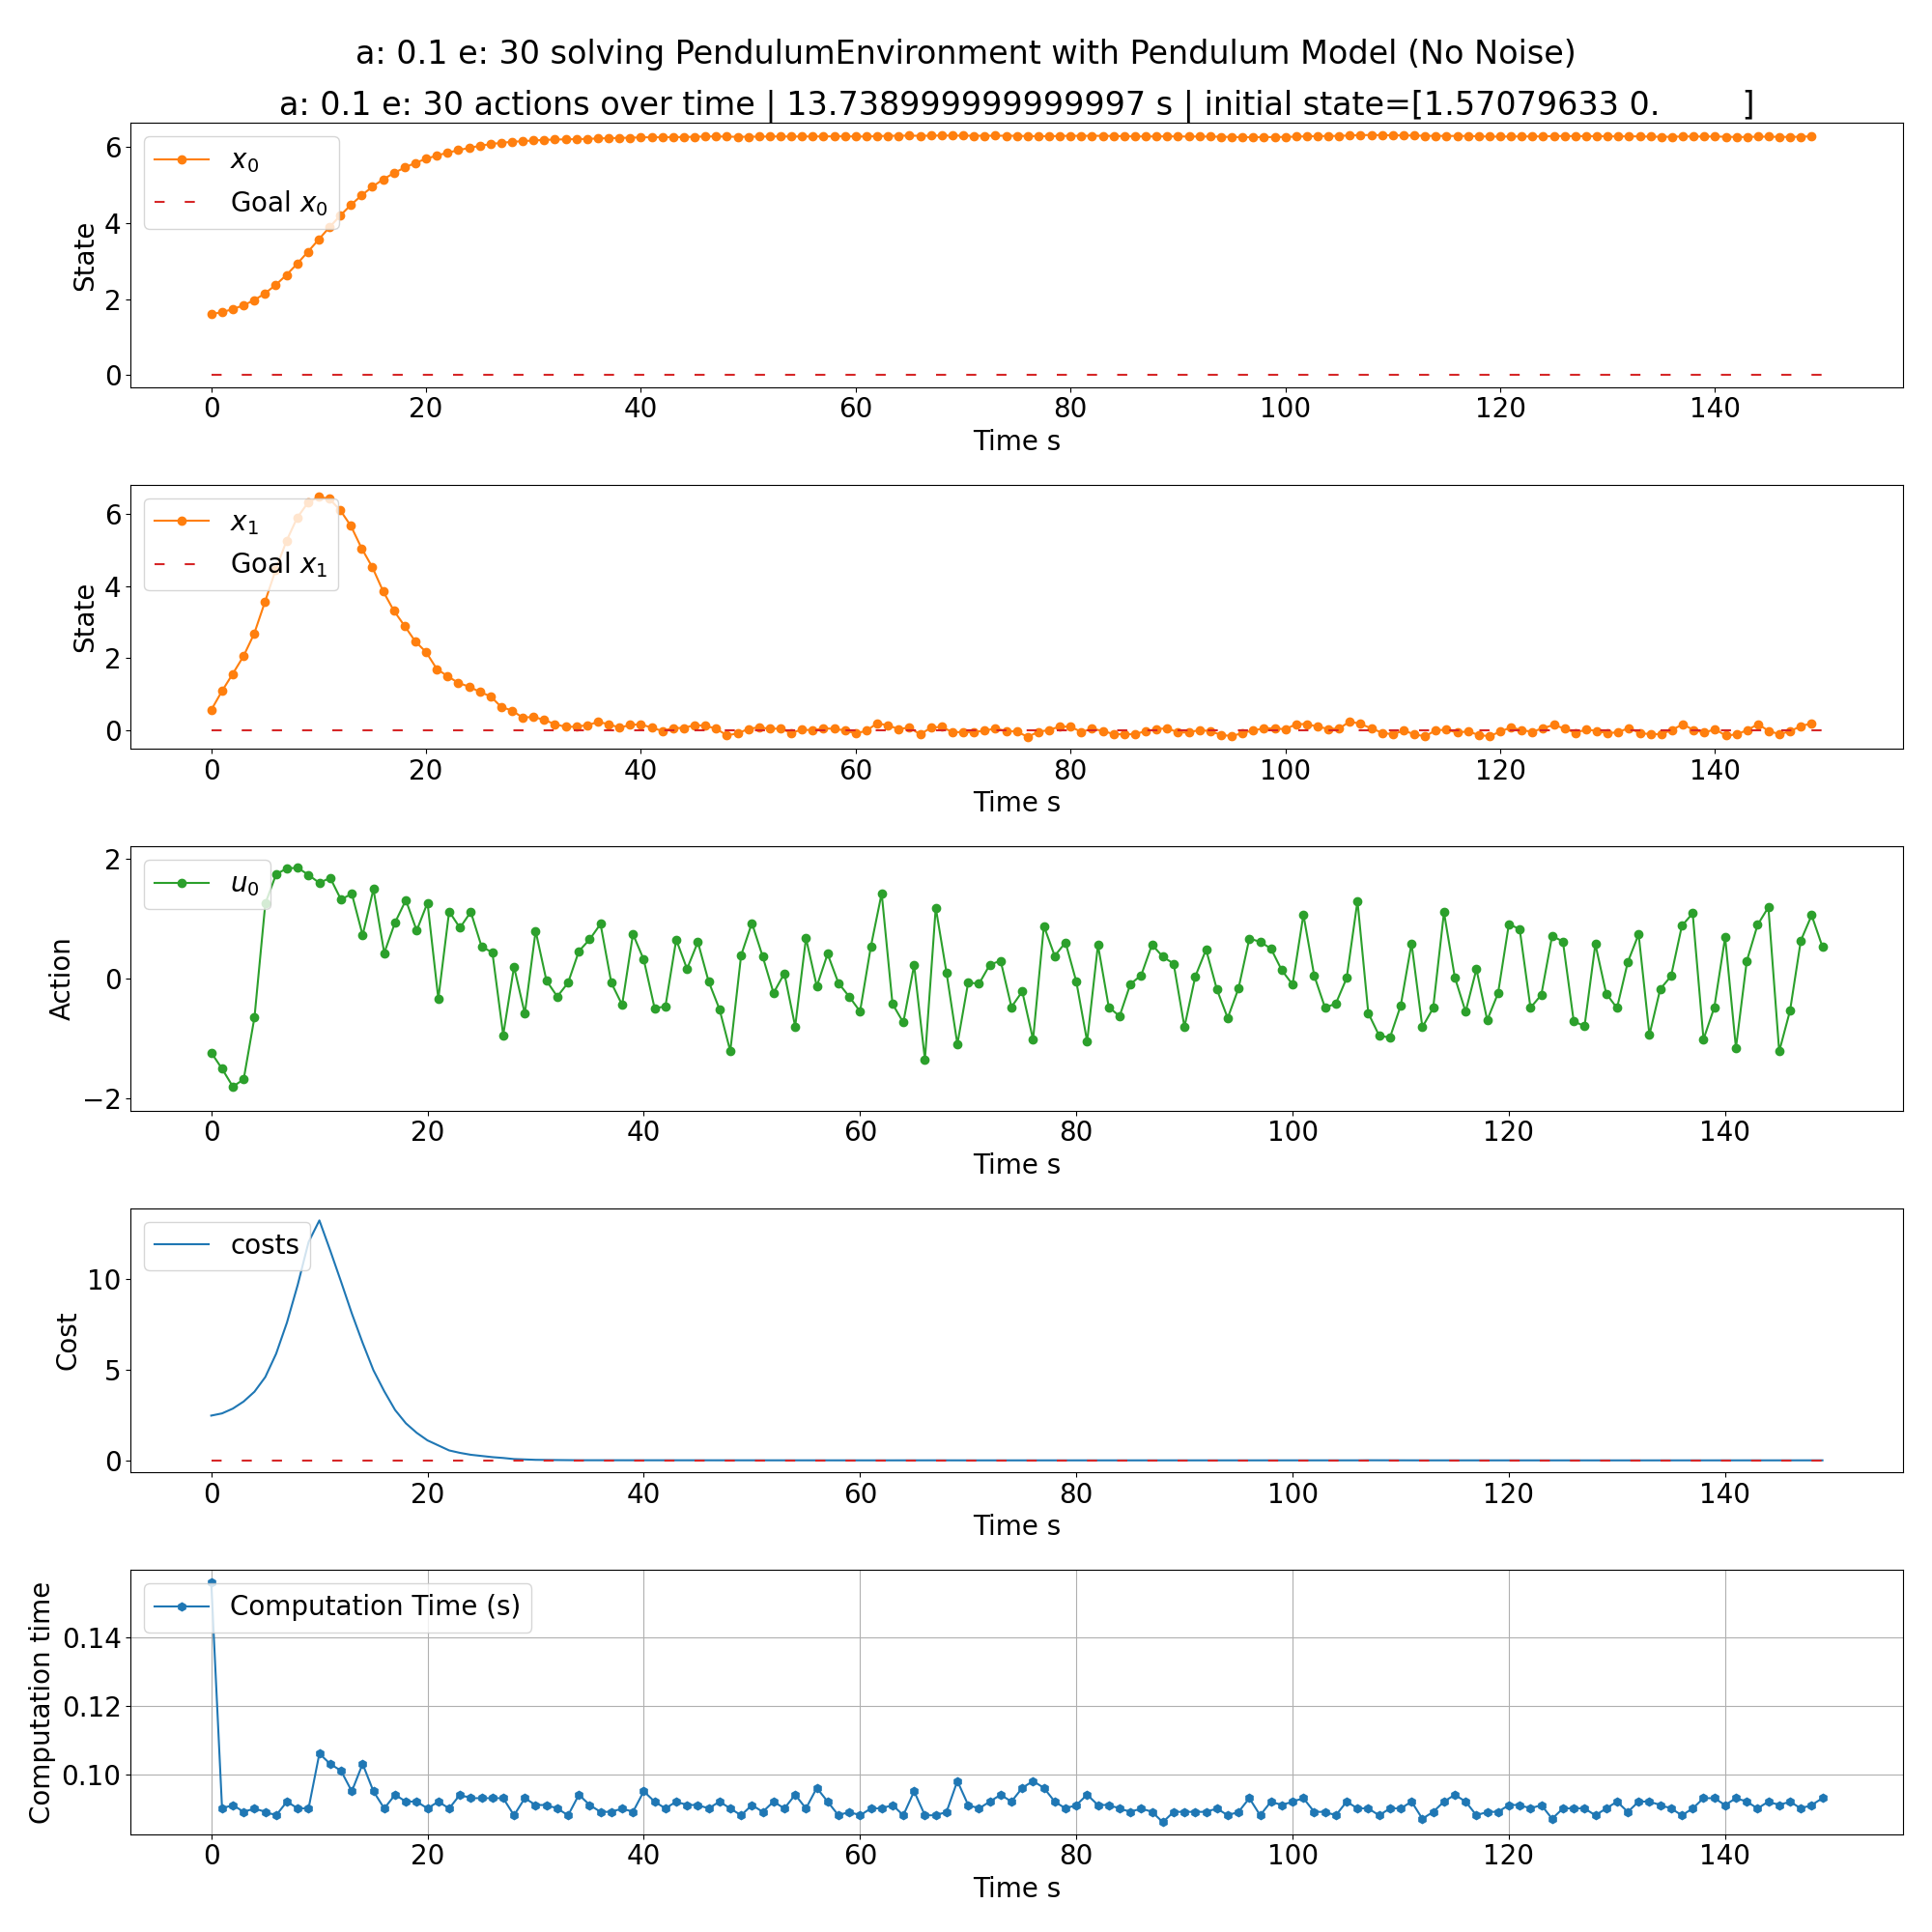 a: 0.1 e: 30 solving PendulumEnvironment with Pendulum Model (No Noise)
a: 0.1 e: 30 actions over time | 13.738999999999997 s | initial state=[1.57079633 0.         ]
6
4
2
0
State
x₀
Goal x₀
0 20 40 60 80 100 120 140
Time s
6
4
2
0
State
x₁
Goal x₁
0 20 40 60 80 100 120 140
Time s
2
0
−2
Action
u₀
0 20 40 60 80 100 120 140
Time s
10
5
0
Cost
costs
0 20 40 60 80 100 120 140
Time s
0.14
0.12
0.10
Computation time
Computation Time (s)
0 20 40 60 80 100 120 140
Time s